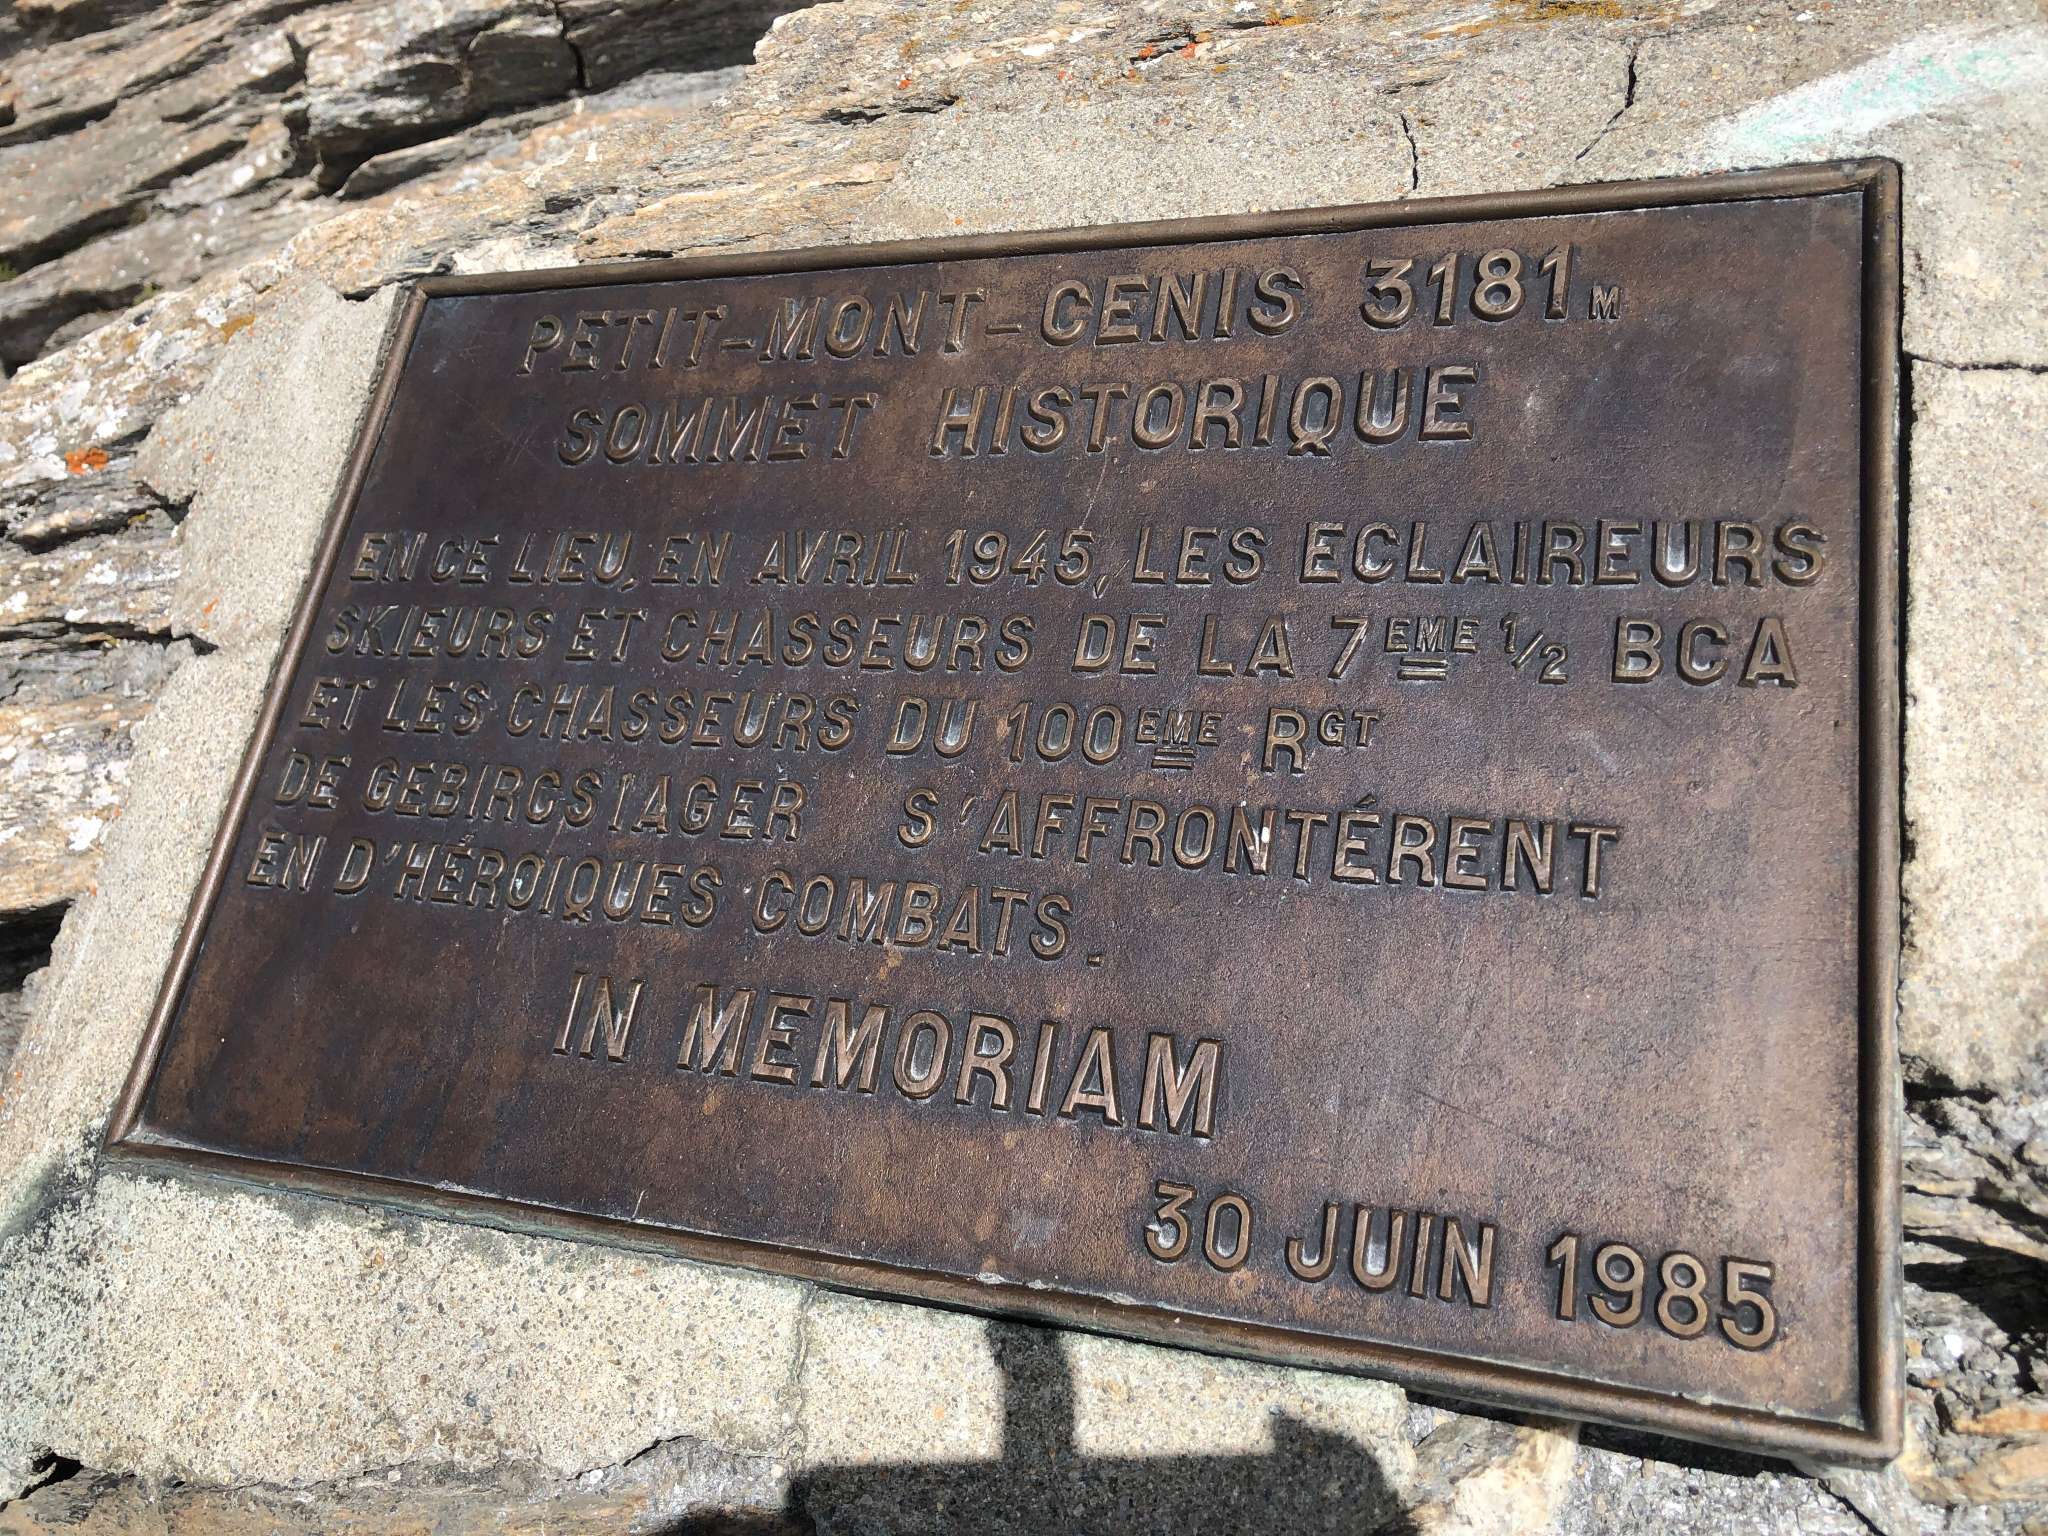 PETIT-MONT-CENIS 3181M
SOMMET HISTORIQUE
EN CE LIEU, EN AVRIL 1945, LES ECLAIREURS
SKIEURS ET CHASSEURS DE LA 7EME 1/2 BCA
ET LES CHASSEURS DU 100EME RGT
DE GEBIRGSIAGER S'AFFRONTÉRENT
EN D'HÉROIQUES COMBATS.
IN MEMORIAM
30 JUIN 1985